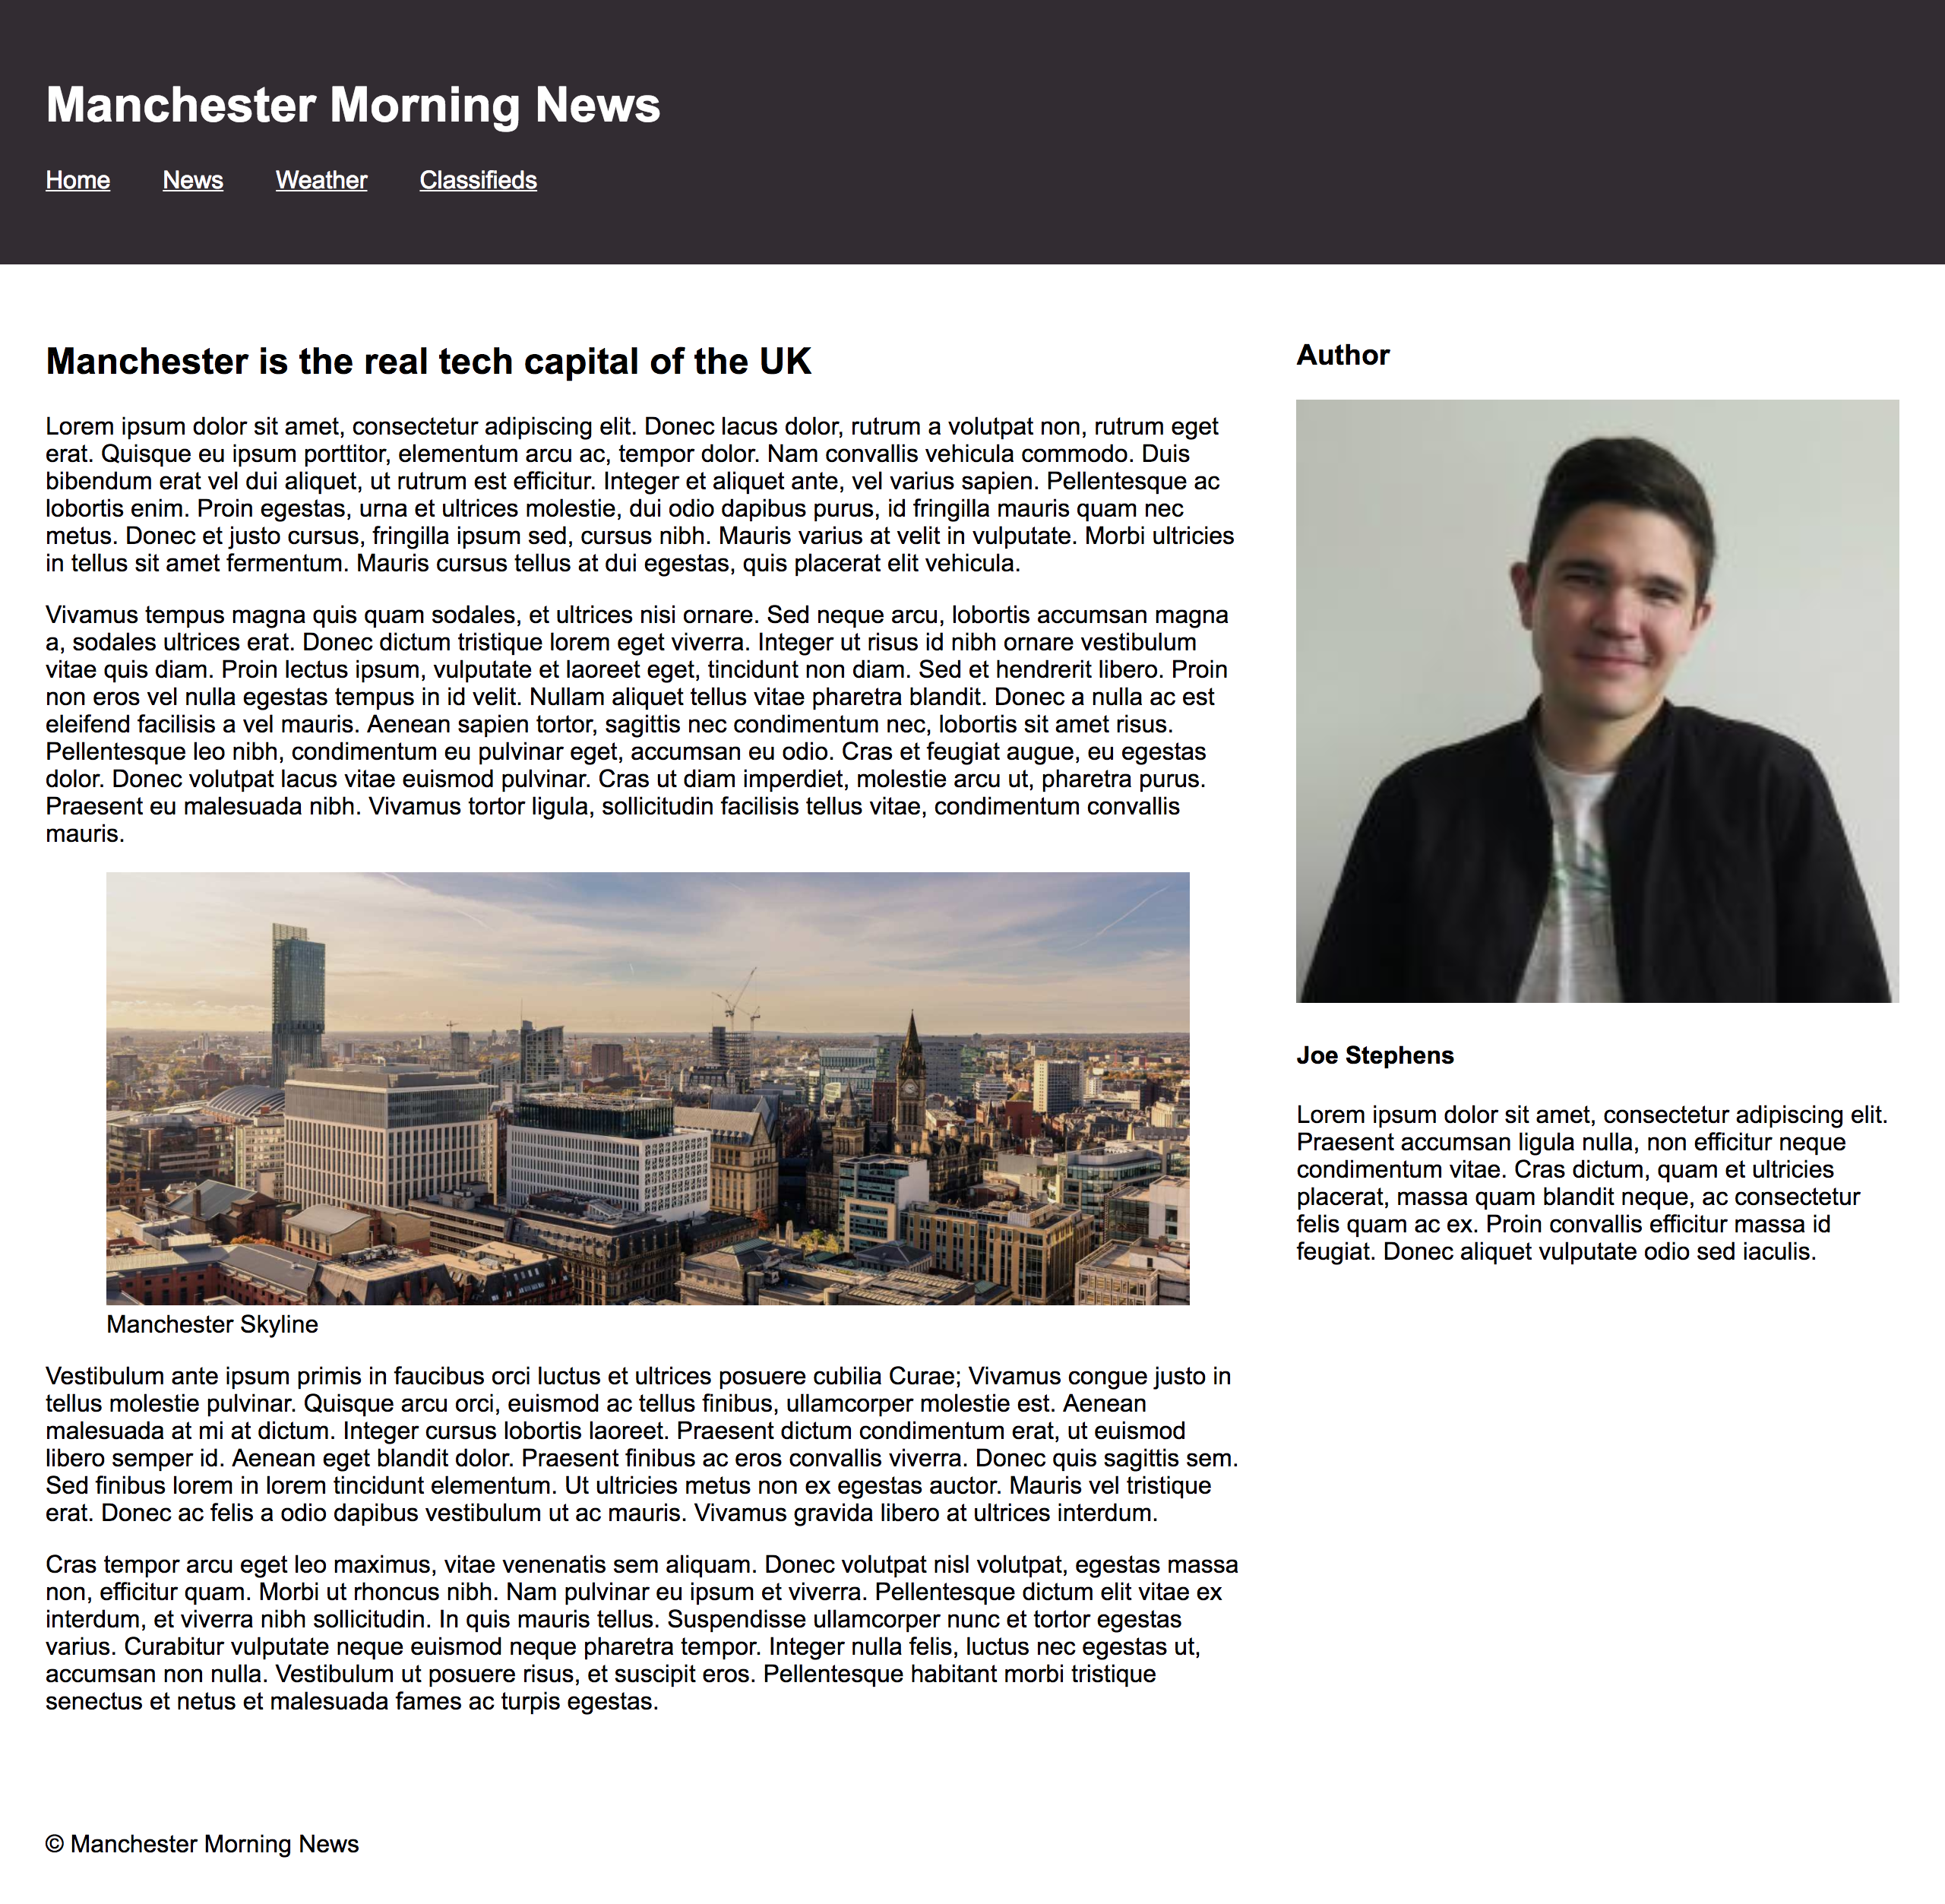 Manchester Morning News
Home News Weather Classifieds
Manchester is the real tech capital of the UK
Lorem ipsum dolor sit amet, consectetur adipiscing elit. Donec lacus dolor, rutrum a volutpat non, rutrum eget
erat. Quisque eu ipsum porttitor, elementum arcu ac, tempor dolor. Nam convallis vehicula commodo. Duis
bibendum erat vel dui aliquet, ut rutrum est efficitur. Integer et aliquet ante, vel varius sapien. Pellentesque ac
lobortis enim. Proin egestas, urna et ultrices molestie, dui odio dapibus purus, id fringilla mauris quam nec
metus. Donec et justo cursus, fringilla ipsum sed, cursus nibh. Mauris varius at velit in vulputate. Morbi ultricies
in tellus sit amet fermentum. Mauris cursus tellus at dui egestas, quis placerat elit vehicula.
Vivamus tempus magna quis quam sodales, et ultrices nisi ornare. Sed neque arcu, lobortis accumsan magna
a, sodales ultrices erat. Donec dictum tristique lorem eget viverra. Integer ut risus id nibh ornare vestibulum
vitae quis diam. Proin lectus ipsum, vulputate et laoreet eget, tincidunt non diam. Sed et hendrerit libero. Proin
non eros vel nulla egestas tempus in id velit. Nullam aliquet tellus vitae pharetra blandit. Donec a nulla ac est
eleifend facilisis a vel mauris. Aenean sapien tortor, sagittis nec condimentum nec, lobortis sit amet risus.
Pellentesque leo nibh, condimentum eu pulvinar eget, accumsan eu odio. Cras et feugiat augue, eu egestas
dolor. Donec volutpat lacus vitae euismod pulvinar. Cras ut diam imperdiet, molestie arcu ut, pharetra purus.
Praesent eu malesuada nibh. Vivamus tortor ligula, sollicitudin facilisis tellus vitae, condimentum convallis
mauris.
Manchester Skyline
Vestibulum ante ipsum primis in faucibus orci luctus et ultrices posuere cubilia Curae; Vivamus congue justo in
tellus molestie pulvinar. Quisque arcu orci, euismod ac tellus finibus, ullamcorper molestie est. Aenean
malesuada at mi at dictum. Integer cursus lobortis laoreet. Praesent dictum condimentum erat, ut euismod
libero semper id. Aenean eget blandit dolor. Praesent finibus ac eros convallis viverra. Donec quis sagittis sem.
Sed finibus lorem in lorem tincidunt elementum. Ut ultricies metus non ex egestas auctor. Mauris vel tristique
erat. Donec ac felis a odio dapibus vestibulum ut ac mauris. Vivamus gravida libero at ultrices interdum.
Cras tempor arcu eget leo maximus, vitae venenatis sem aliquam. Donec volutpat nisl volutpat, egestas massa
non, efficitur quam. Morbi ut rhoncus nibh. Nam pulvinar eu ipsum et viverra. Pellentesque dictum elit vitae ex
interdum, et viverra nibh sollicitudin. In quis mauris tellus. Suspendisse ullamcorper nunc et tortor egestas
varius. Curabitur vulputate neque euismod neque pharetra tempor. Integer nulla felis, luctus nec egestas ut,
accumsan non nulla. Vestibulum ut posuere risus, et suscipit eros. Pellentesque habitant morbi tristique
senectus et netus et malesuada fames ac turpis egestas.
Author
Joe Stephens
Lorem ipsum dolor sit amet, consectetur adipiscing elit.
Praesent accumsan ligula nulla, non efficitur neque
condimentum vitae. Cras dictum, quam et ultricies
placerat, massa quam blandit neque, ac consectetur
felis quam ac ex. Proin convallis efficitur massa id
feugiat. Donec aliquet vulputate odio sed iaculis.
© Manchester Morning News